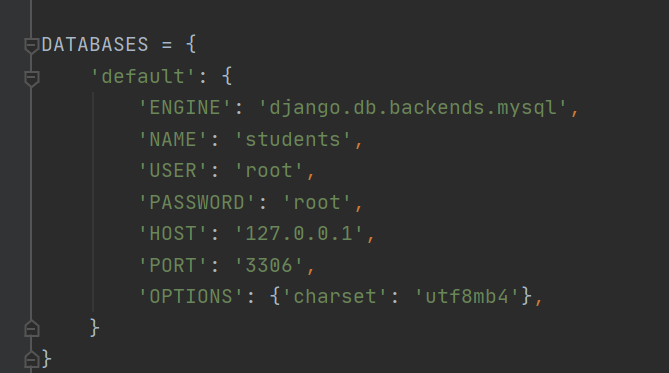 DATABASES = {
    'default': {
        'ENGINE': 'django.db.backends.mysql',
        'NAME': 'students',
        'USER': 'root',
        'PASSWORD': 'root',
        'HOST': '127.0.0.1',
        'PORT': '3306',
        'OPTIONS': {'charset': 'utf8mb4'},
    }
}